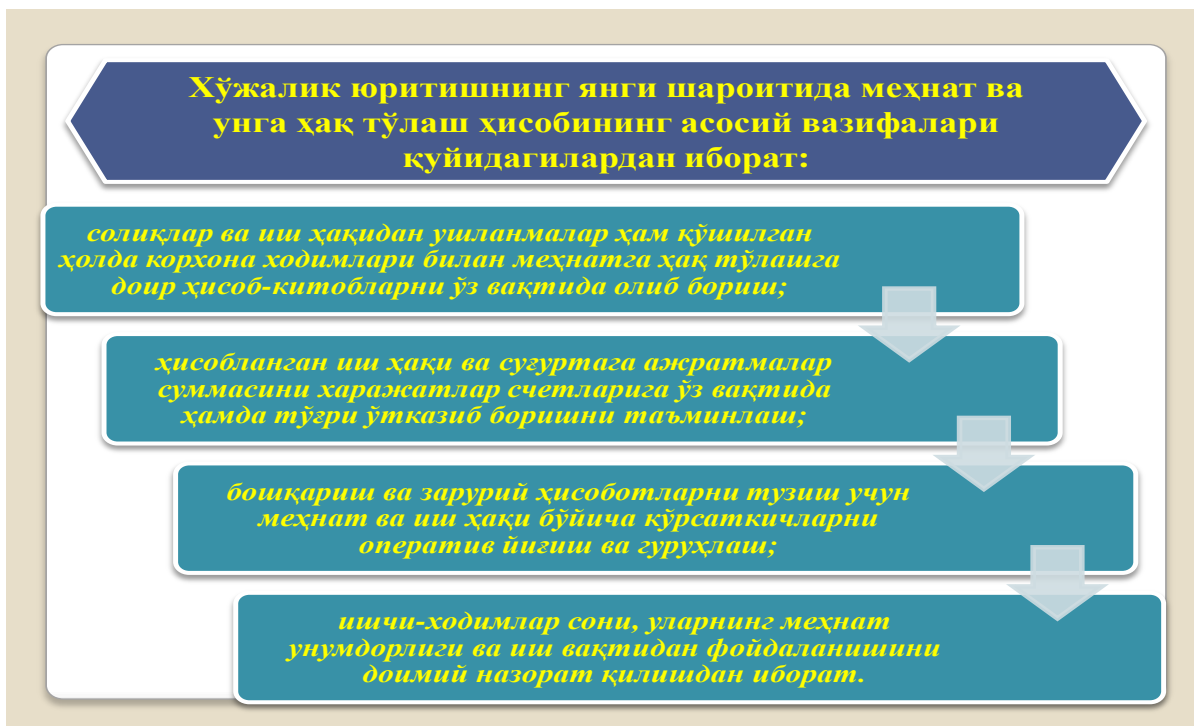 Хўжалик юритишнинг янги шароитида меҳнат ва
унга ҳақ тўлаш ҳисобининг асосий вазифалари
қуйидагилардан иборат:
солиқлар ва иш ҳақидан ушланмалар ҳам қўшилган
ҳолда корхона ходимлари билан меҳнатга ҳақ тўлашга
доир ҳисоб-китобларни ўз вақтида олиб бориш;
ҳисобланган иш ҳақи ва суғуртага ажратмалар
суммасини харажатлар счетларига ўз вақтида
ҳамда тўғри ўтказиб боришни таъминлаш;
бошқариш ва зарурий ҳисоботларни тузиш учун
меҳнат ва иш ҳақи бўйича кўрсаткичларни
оператив йиғиш ва гуруҳлаш;
ишчи-ходимлар сони, уларнинг меҳнат
унумдорлиги ва иш вақтидан фойдаланишини
доимий назорат қилишдан иборат.